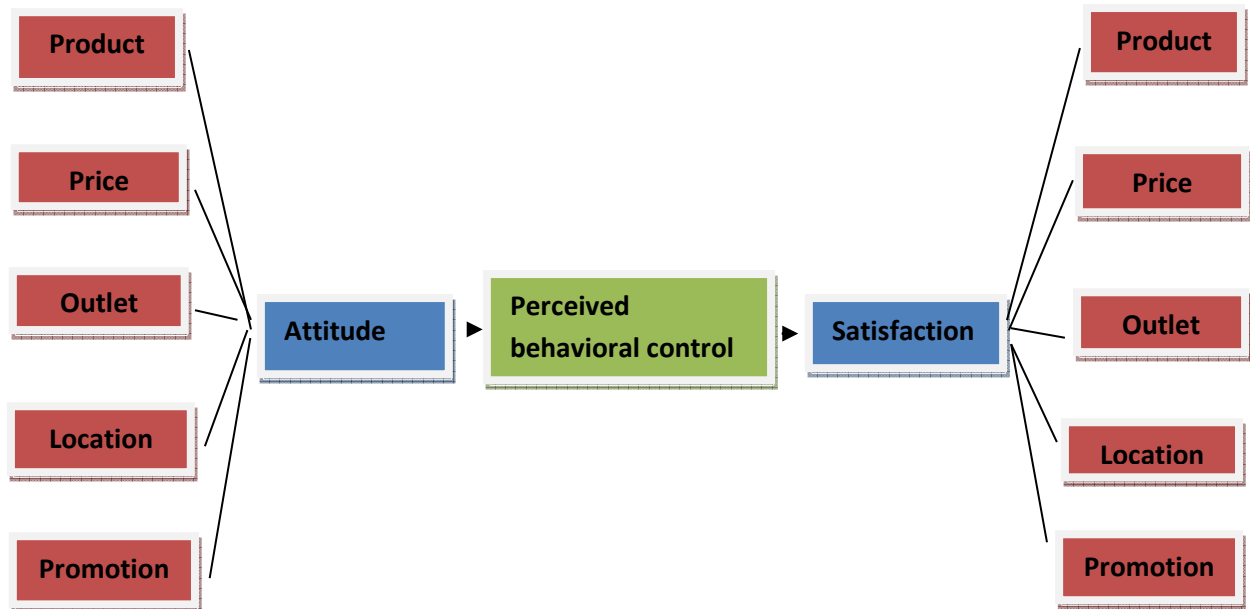 Product
Price
Outlet
Location
Promotion
Attitude
Perceived
behavioral control
Satisfaction
Product
Price
Outlet
Location
Promotion